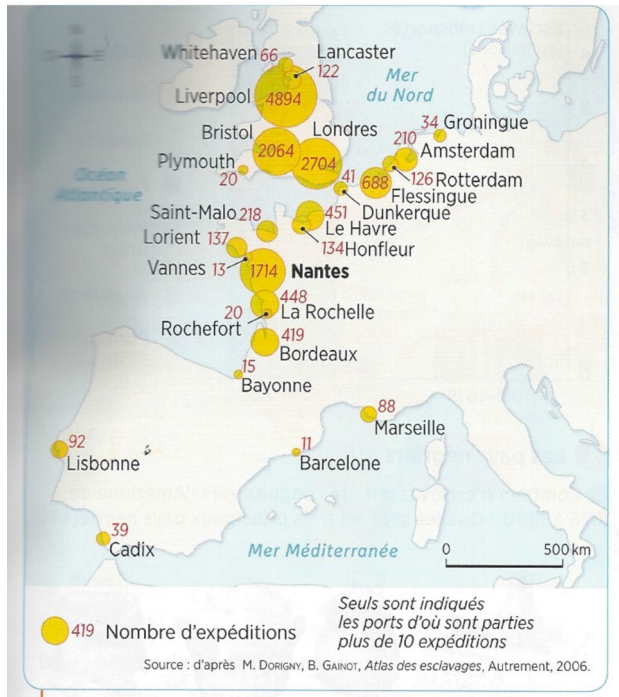 Whitehaven 66
Lancaster
122
Mer
du Nord
Liverpool 4894
34 Groningue
Bristol
Londres
2064
2704
210
Amsterdam
Plymouth
20
41
688
126 Rotterdam
Flessingue
Dunkerque
Océan
Atlantique
Saint-Malo 218
451
Le Havre
Lorient 137
134 Honfleur
Vannes 13
1714 Nantes
448
20
La Rochelle
Rochefort
419
Bordeaux
15
Bayonne
88
Marseille
92
Lisbonne
11
Barcelone
39
Cadix
Mer Méditerranée
0 500 km
419 Nombre d'expéditions
Seuls sont indiqués
les ports d'où sont parties
plus de 10 expéditions
Source : d'après M. DORIGNY, B. GAINOT, Atlas des esclavages, Autrement, 2006.